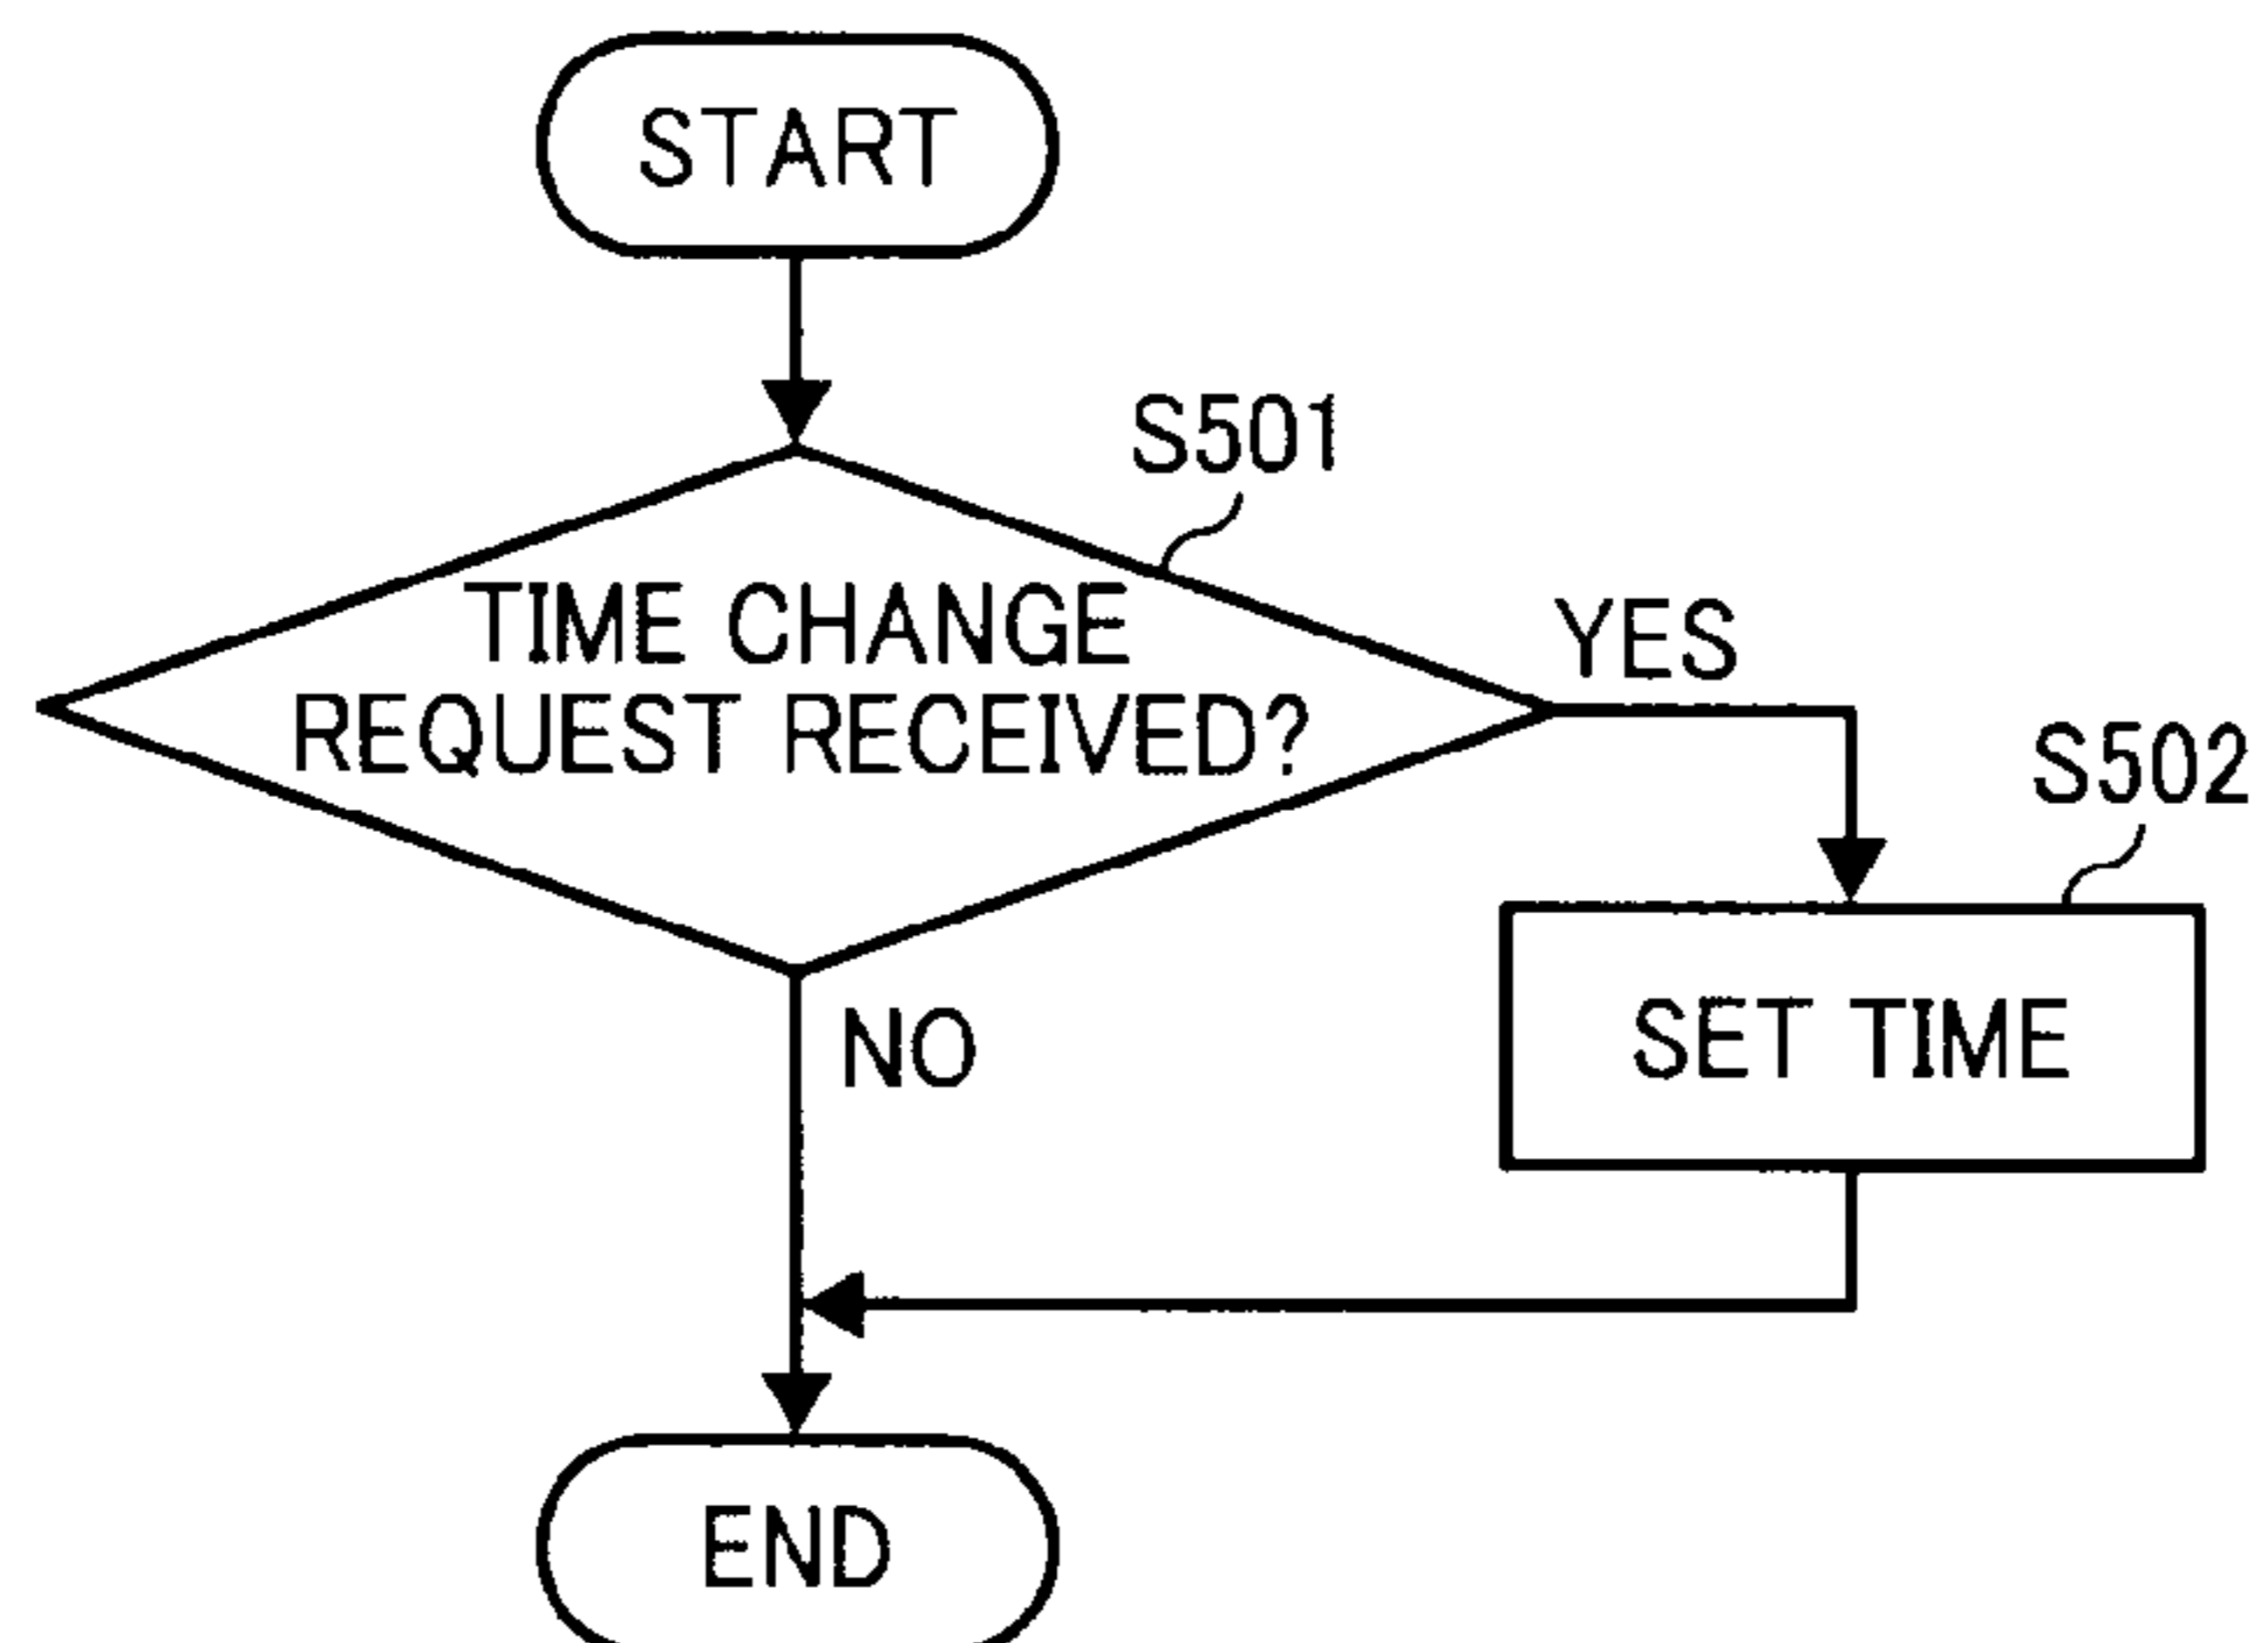 START
S501
TIME CHANGE
REQUEST RECEIVED?
YES
S502
SET TIME
NO
END